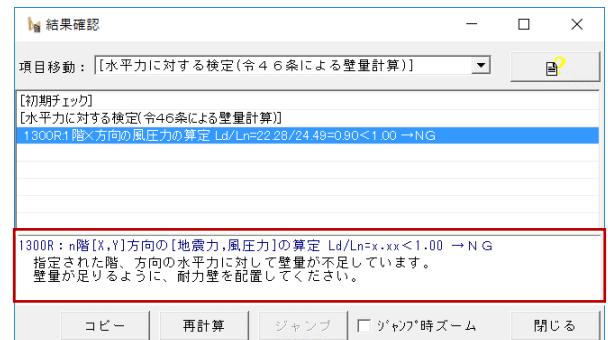 結果確認
項目移動： [水平力に対する検定(令４６条による壁量計算)]
[初期チェック]
[水平力に対する検定(令46条による壁量計算)]
1300R:1階X方向の風圧力の算定 Ld/Ln=22.28/24.49=0.90<1.00 →NG
1300R：n階[X,Y]方向の[地震力,風圧力]の算定 Ld/Ln=x.xx<1.00 →ＮＧ
指定された階、方向の水平力に対して壁量が不足しています。
壁量が足りるように、耐力壁を配置してください。
コピー 再計算 ジャンプ ジャンプ時ズーム 閉じる